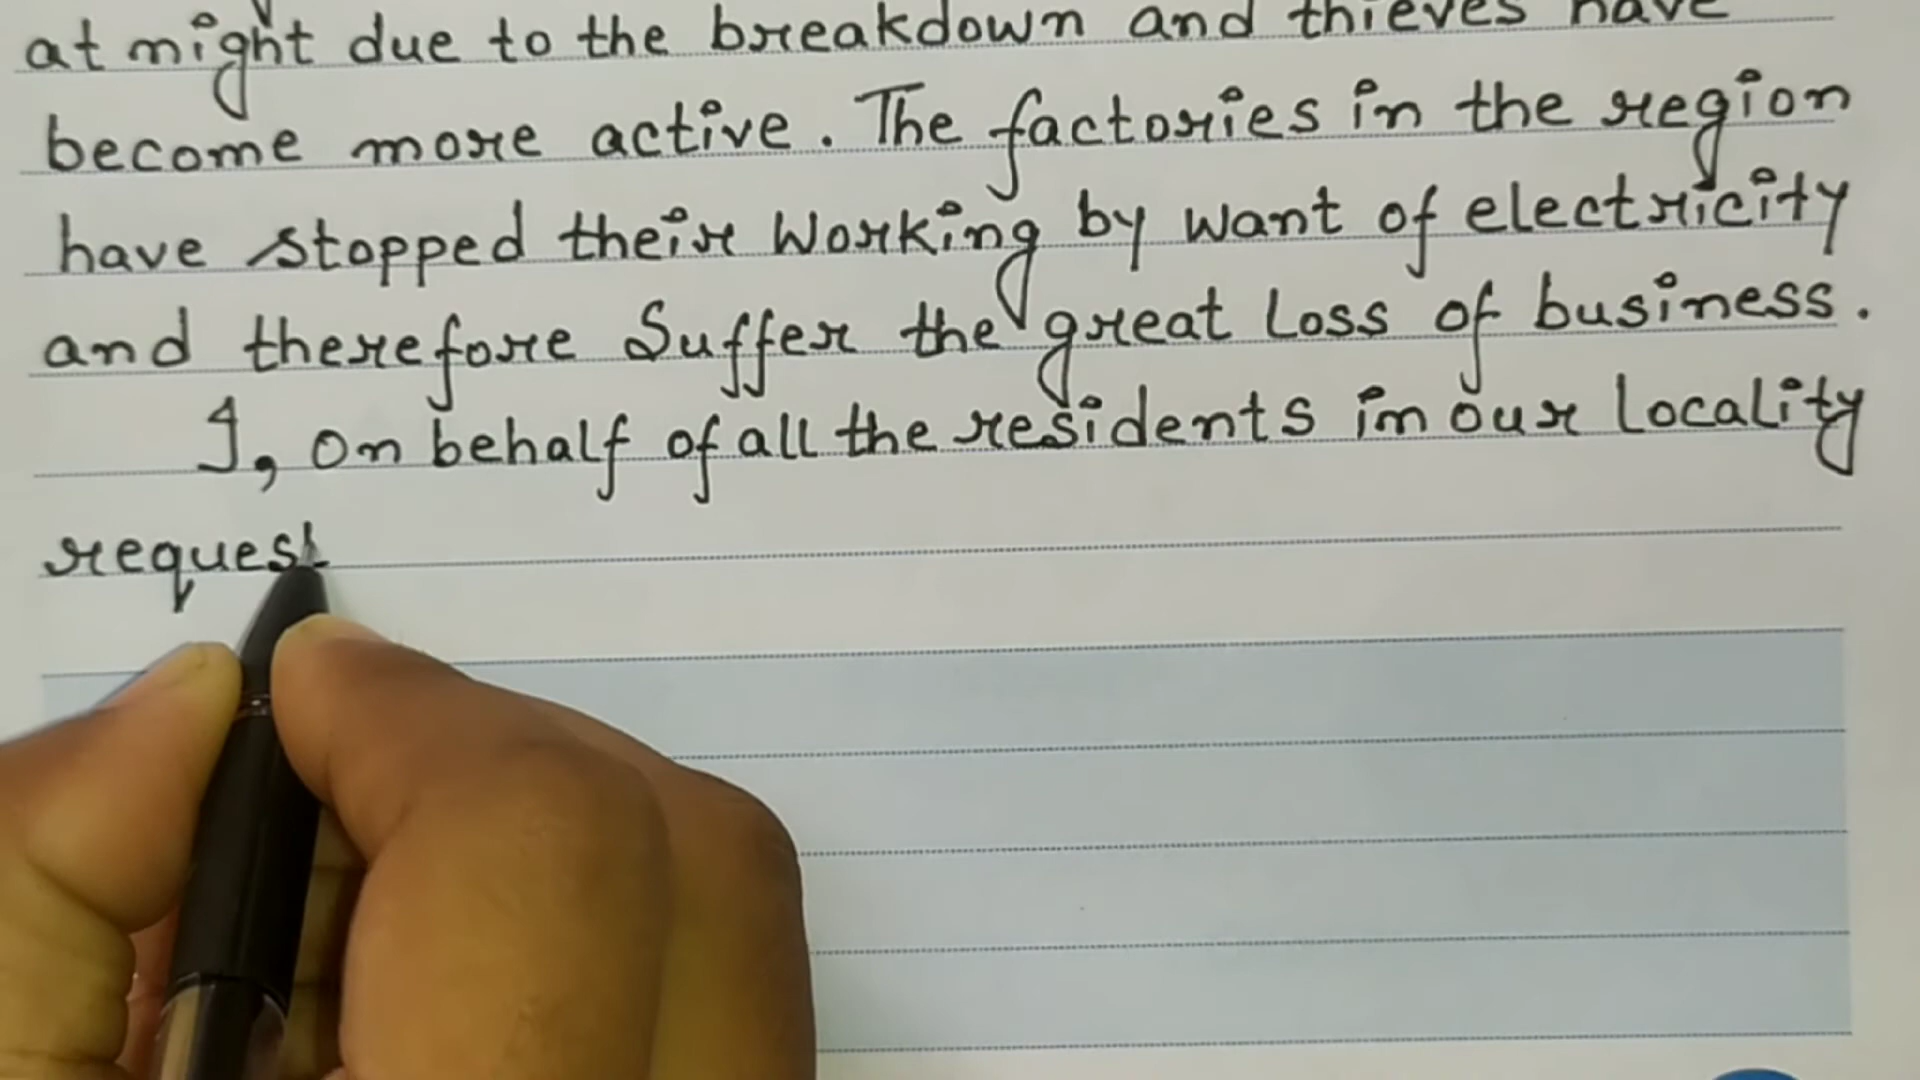 at night due to the breakdown and thieves have
become more active. The factories in the region
have stopped their Working by want of electricity
and therefore Suffer the great Loss of business.
I, on behalf of all the residents in our Locality
request